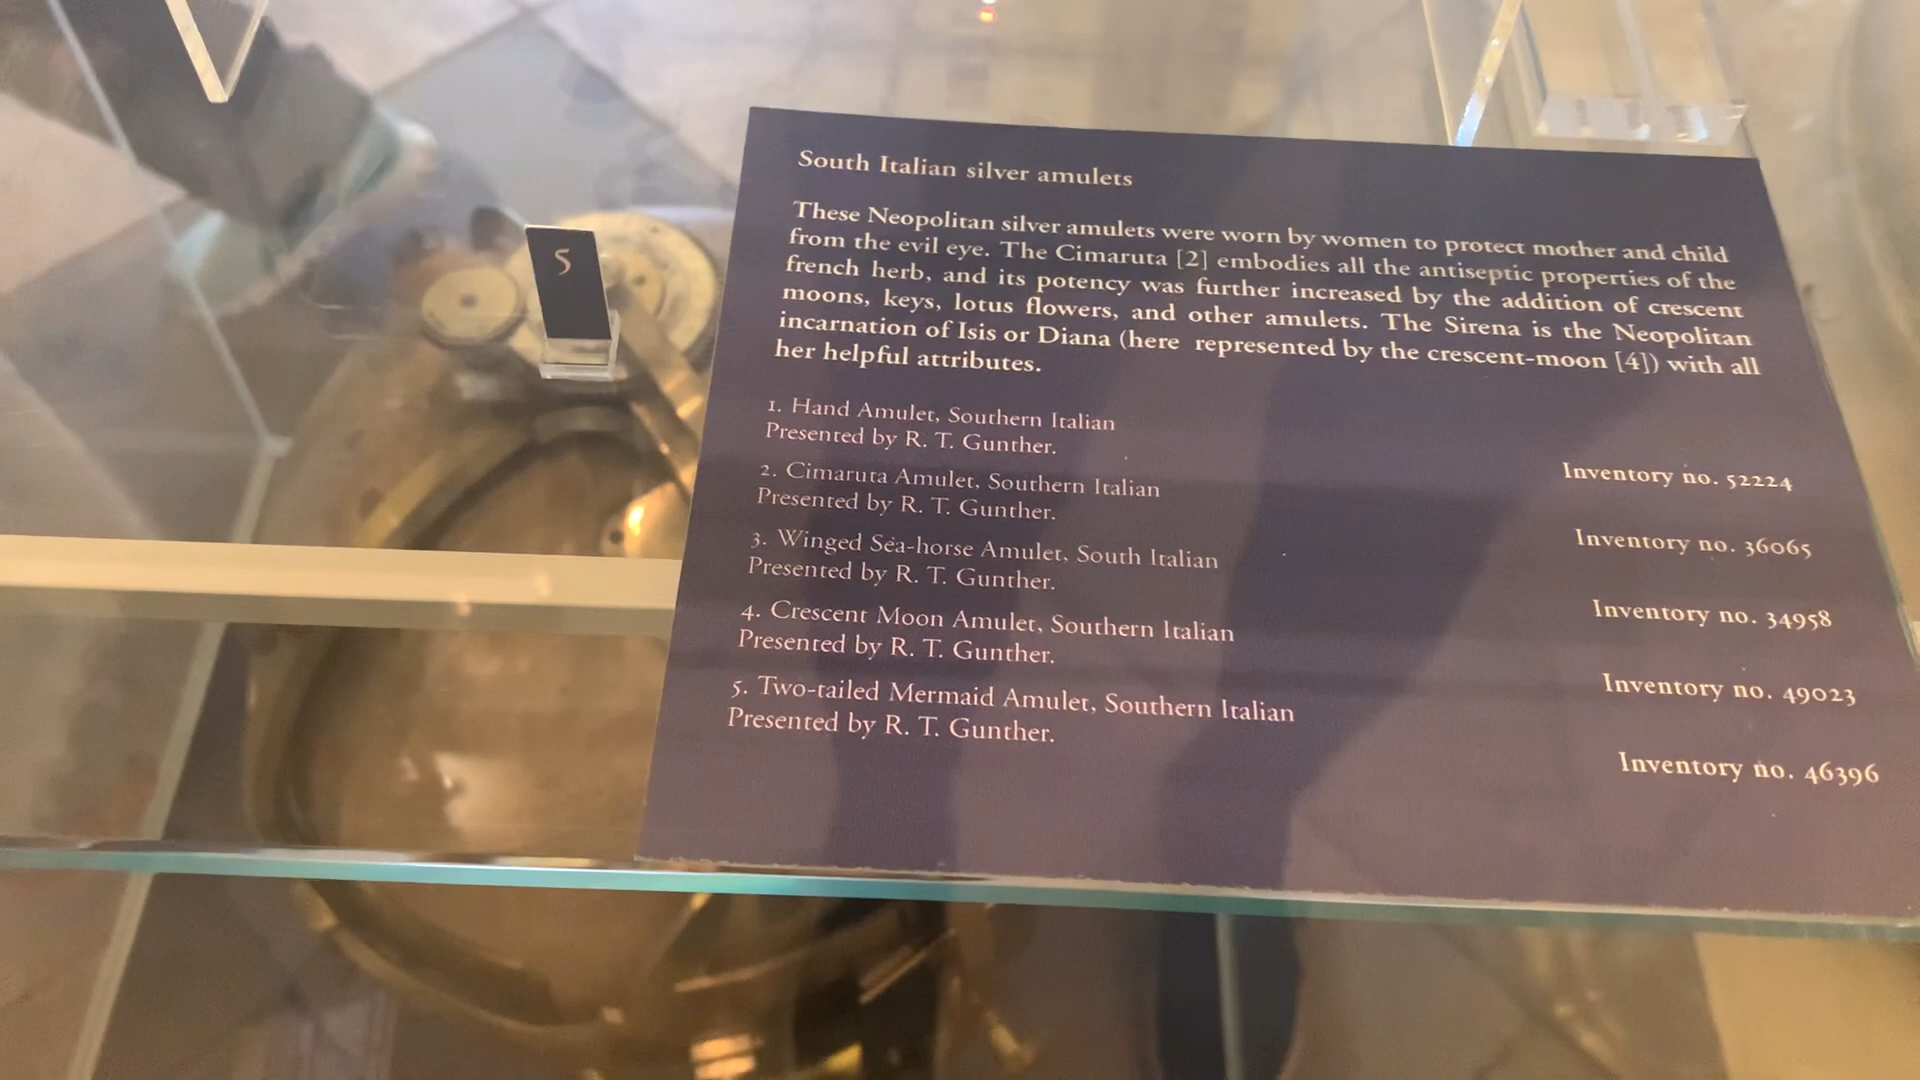 5
South Italian silver amulets
These Neopolitan silver amulets were worn by women to protect mother and child
from the evil eye. The Cimaruta [2] embodies all the antiseptic properties of the
french herb, and its potency was further increased by the addition of crescent
moons, keys, lotus flowers, and other amulets. The Sirena is the Neopolitan
incarnation of Isis or Diana (here represented by the crescent-moon [4]) with all
her helpful attributes.
1. Hand Amulet, Southern Italian
Presented by R. T. Gunther.
Inventory no. 52224
2. Cimaruta Amulet, Southern Italian
Presented by R. T. Gunther.
Inventory no. 36065
3. Winged Sea-horse Amulet, South Italian
Presented by R. T. Gunther.
Inventory no. 34958
4. Crescent Moon Amulet, Southern Italian
Presented by R. T. Gunther.
Inventory no. 49023
5. Two-tailed Mermaid Amulet, Southern Italian
Presented by R. T. Gunther.
Inventory no. 46396